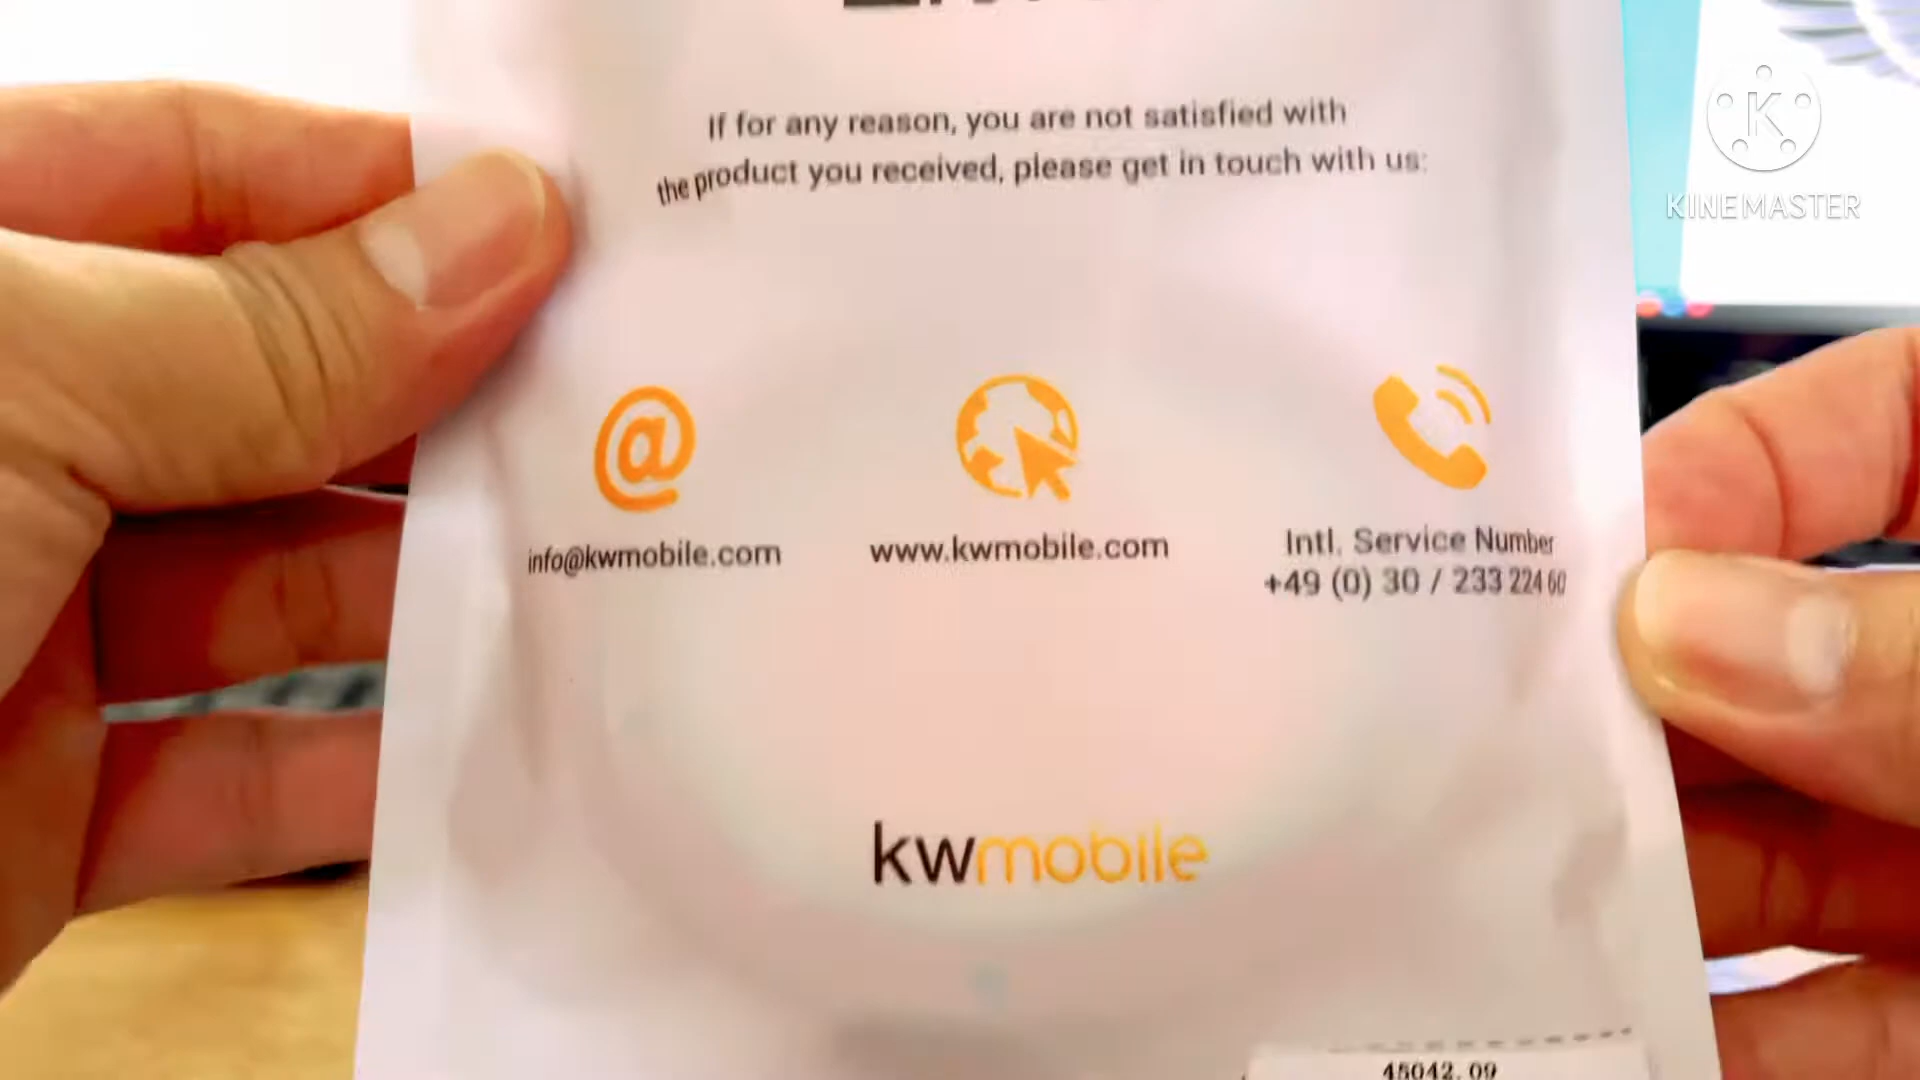 If for any reason, you are not satisfied with
the product you received, please get in touch with us:
info@kwmobile.com
www.kwmobile.com
Intl. Service Number
+49 (0) 30 / 233 224 60
kwmobile
45042.09
K
KINEMASTER